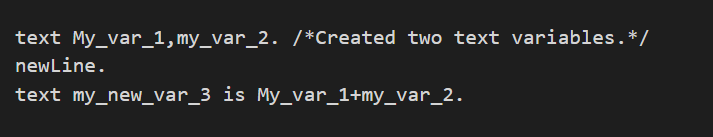 text My_var_1,my_var_2. /*Created two text variables.*/
newLine.
text my_new_var_3 is My_var_1+my_var_2.